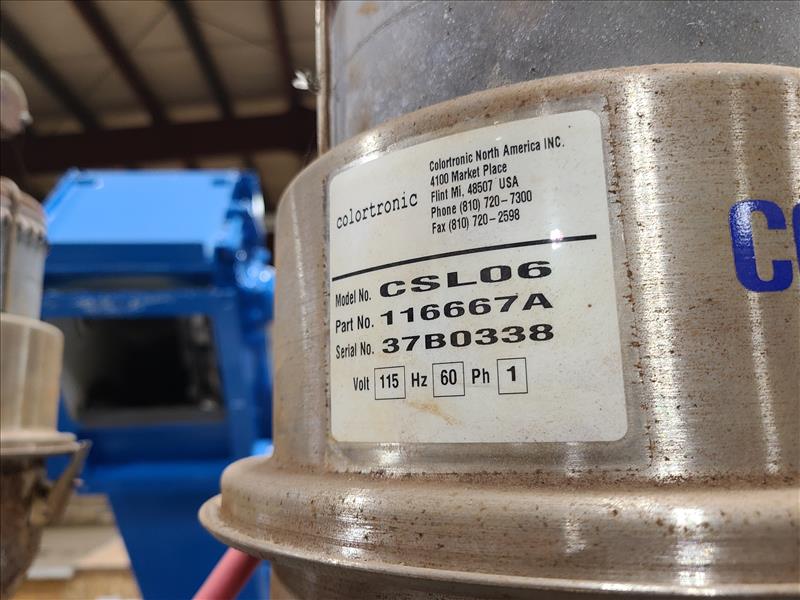 colortronic
Colortronic North America INC.
4100 Market Place
Flint Mi. 48507 USA
Phone (810) 720-7300
Fax (810) 720-2598
Model No. CSL06
Part No. 116667A
Serial No. 37B0338
Volt 115 Hz 60 Ph 1